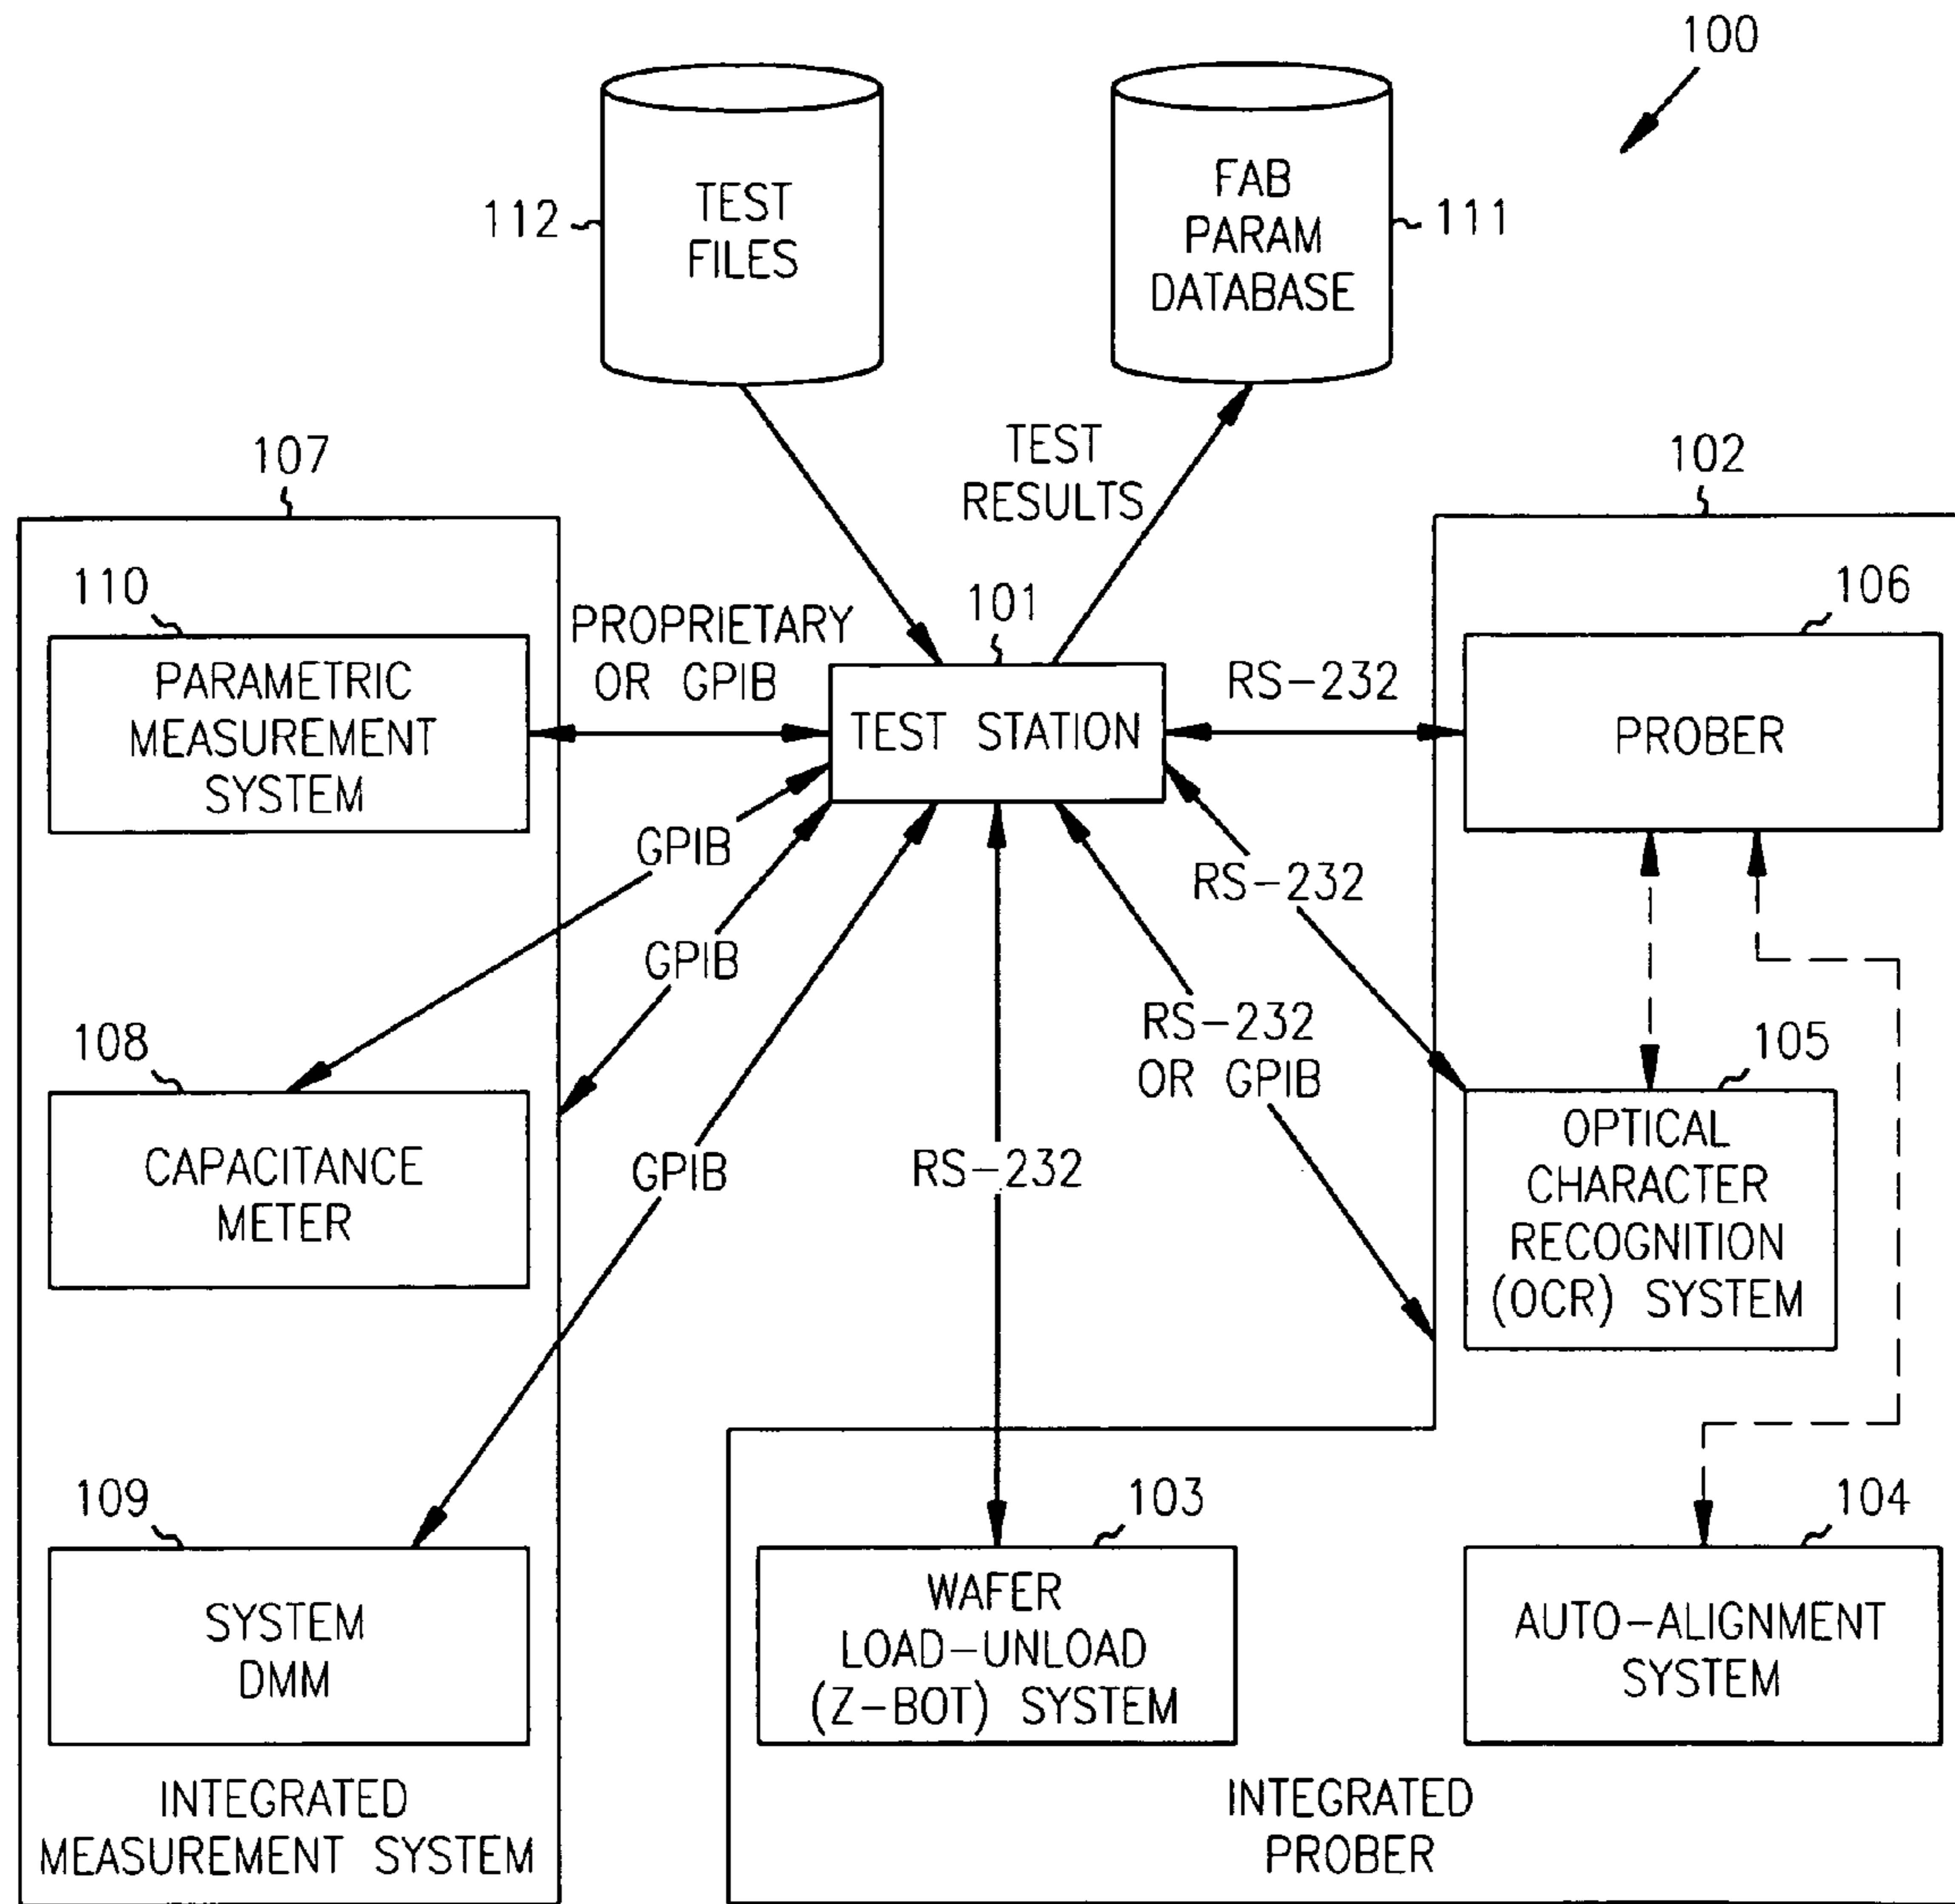 100
TEST
FILES
112
FAB
PARAM
DATABASE
111
TEST
RESULTS
107
102
110
PARAMETRIC
MEASUREMENT
SYSTEM
PROPRIETARY
OR GPIB
101
TEST STATION
RS-232
106
PROBER
GPIB
GPIB
GPIB
RS-232
RS-232
OR GPIB
RS-232
108
CAPACITANCE
METER
105
OPTICAL
CHARACTER
RECOGNITION
(OCR) SYSTEM
109
SYSTEM
DMM
103
WAFER
LOAD-UNLOAD
(Z-BOT) SYSTEM
104
AUTO-ALIGNMENT
SYSTEM
INTEGRATED
MEASUREMENT SYSTEM
INTEGRATED
PROBER